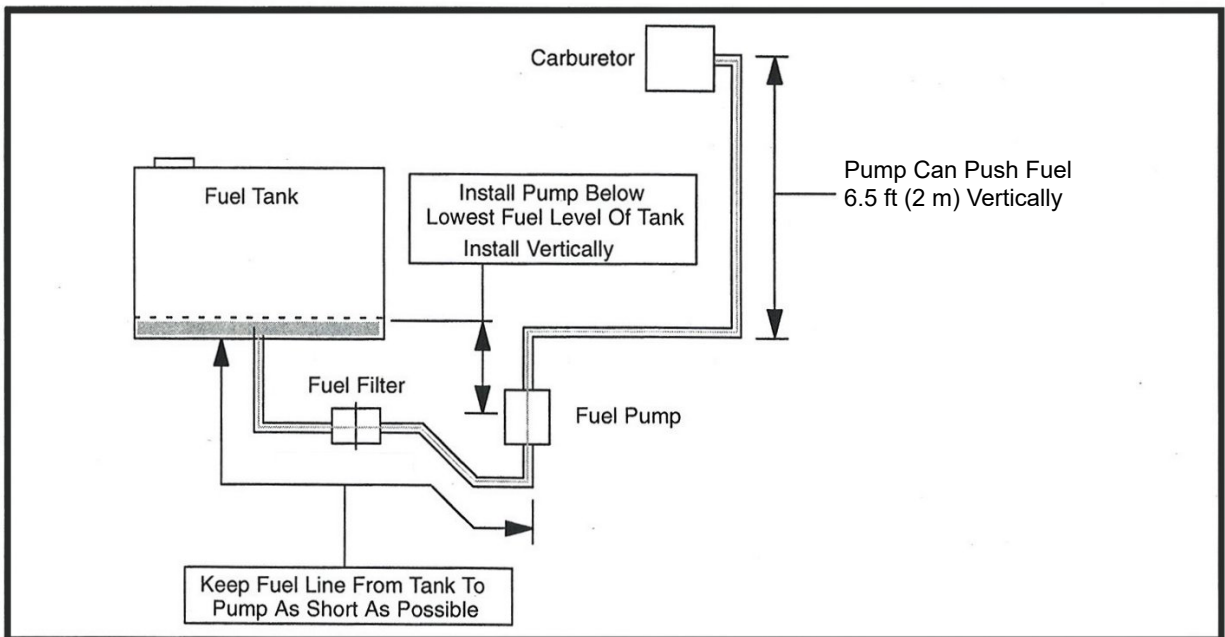 Carburetor
Pump Can Push Fuel
6.5 ft (2 m) Vertically
Fuel Tank
Install Pump Below
Lowest Fuel Level Of Tank
Install Vertically
Fuel Filter
Fuel Pump
Keep Fuel Line From Tank To
Pump As Short As Possible